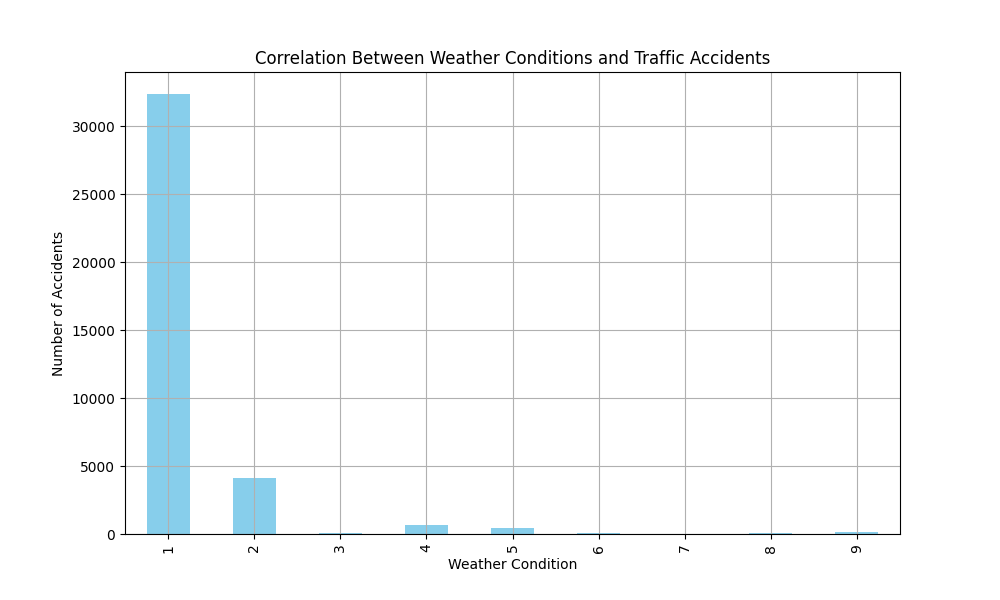 Correlation Between Weather Conditions and Traffic Accidents
Number of Accidents
30000
25000
20000
15000
10000
5000
0
1 2 3 4 5 6 7 8 9
Weather Condition